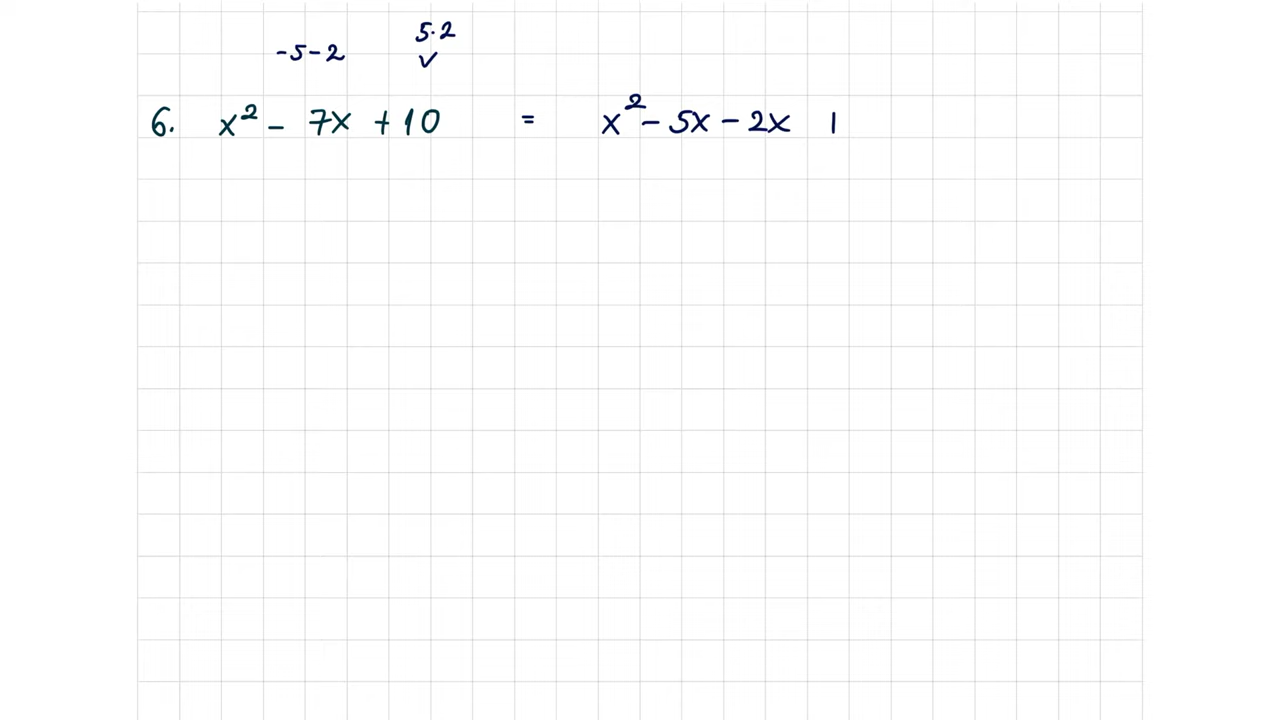 5·2
-5-2 ✓
6. x² - 7x + 10 = x² - 5x - 2x 1